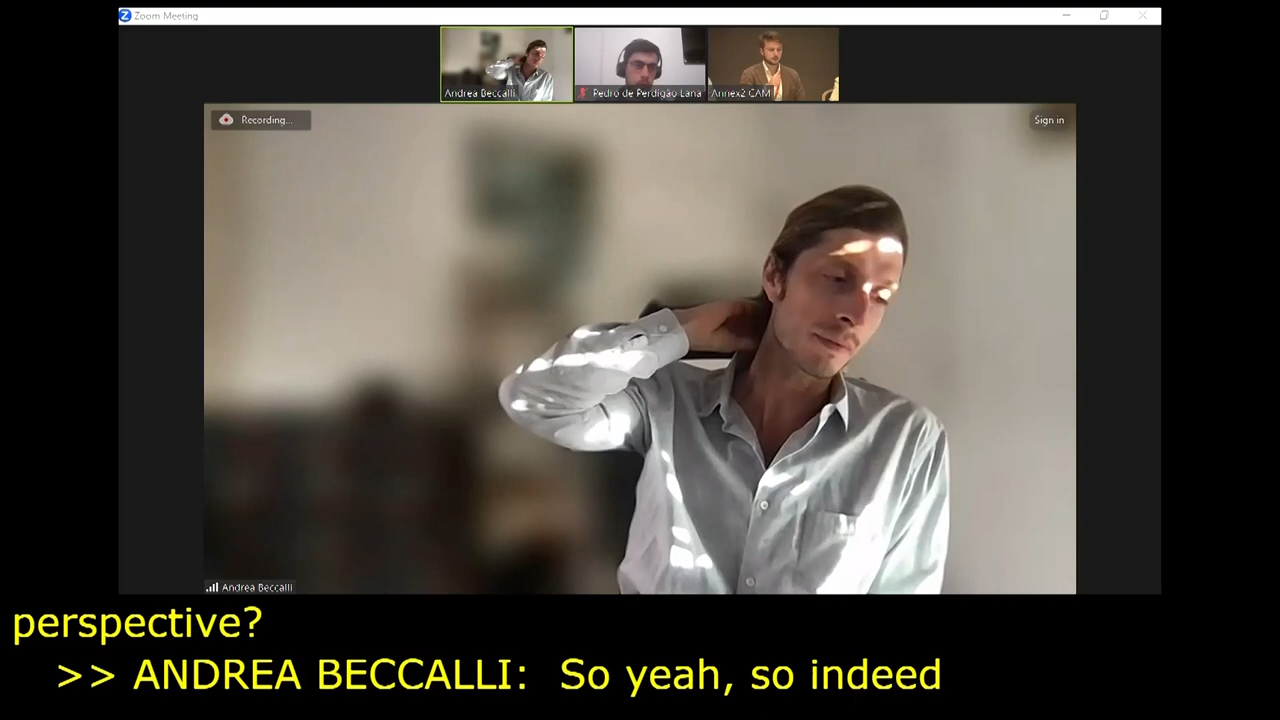 Zoom Meeting
Andrea Beccalli
Pedro de Perdigão Lana
Annex2 CAM
Recording...
Sign in
Andrea Beccalli
perspective?
>> ANDREA BECCALLI: So yeah, so indeed